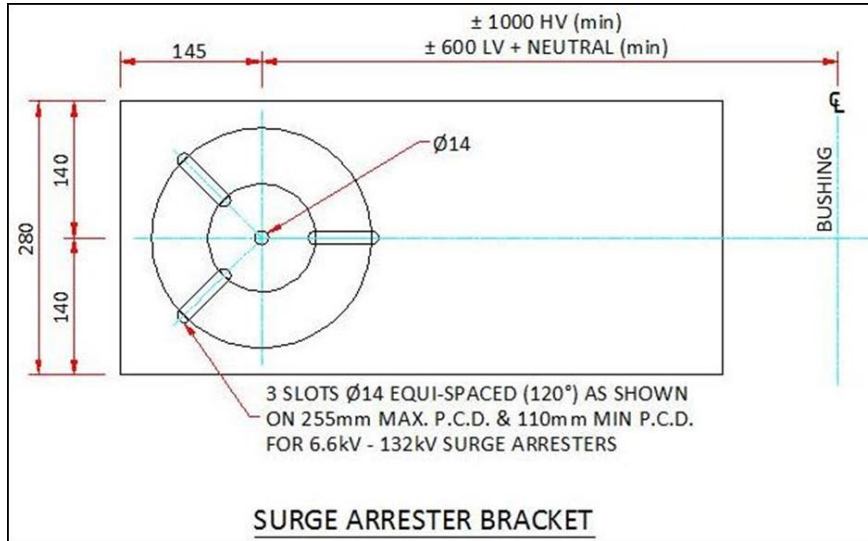 ± 1000 HV (min)
± 600 LV + NEUTRAL (min)
145
℄
Ø14
BUSHING
140
280
140
3 SLOTS Ø14 EQUI-SPACED (120°) AS SHOWN
ON 255mm MAX. P.C.D. & 110mm MIN P.C.D.
FOR 6.6kV - 132kV SURGE ARRESTERS
SURGE ARRESTER BRACKET